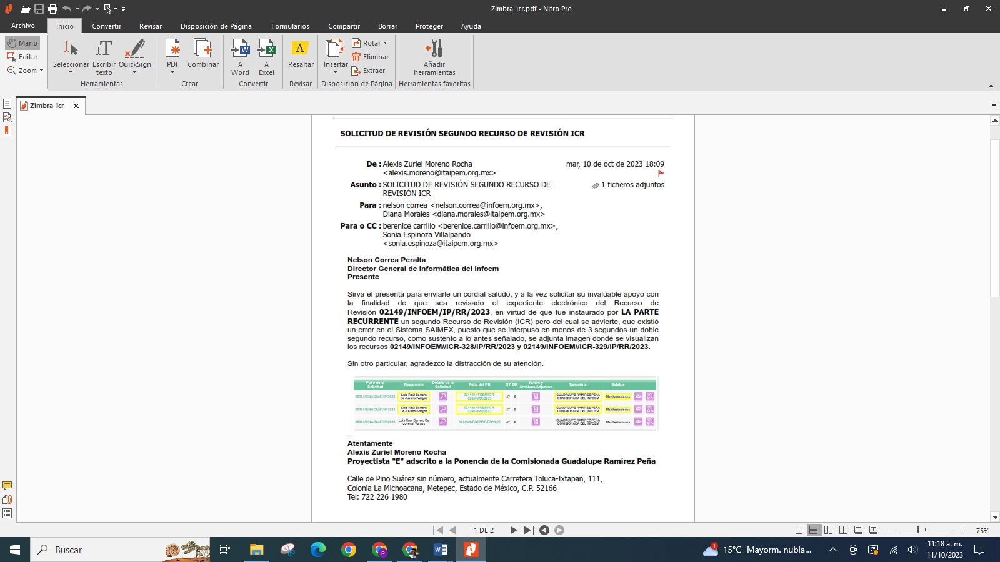 Zimbra_icr.pdf - Nitro Pro
Archivo Inicio Convertir Revisar Disposición de Página Formularios Compartir Borrar Proteger Ayuda
Mano
Editar
Zoom
Seleccionar
Escribir texto
QuickSign
Herramientas
PDF
Combinar
Crear
A Word
A Excel
Convertir
Resaltar
Revisar
Insertar
Rotar
Eliminar
Extraer
Disposición de Página
Añadir herramientas
Herramientas favoritas
Zimbra_icr
SOLICITUD DE REVISIÓN SEGUNDO RECURSO DE REVISIÓN ICR
De : Alexis Zuriel Moreno Rocha mar, 10 de oct de 2023 18:09
<alexis.moreno@itaipem.org.mx>
Asunto : SOLICITUD DE REVISIÓN SEGUNDO RECURSO DE 1 ficheros adjuntos
REVISIÓN ICR
Para : nelson correa <nelson.correa@infoem.org.mx>,
Diana Morales <diana.morales@itaipem.org.mx>
Para o CC : berenice carrillo <berenice.carrillo@infoem.org.mx>,
Sonia Espinoza Villalpando
<sonia.espinoza@itaipem.org.mx>
Nelson Correa Peralta
Director General de Informática del Infoem
Presente
Sirva el presenta para enviarle un cordial saludo, y a la vez solicitar su invaluable apoyo con
la finalidad de que sea revisado el expediente electrónico del Recurso de
Revisión 02149/INFOEM/IP/RR/2023, en virtud de que fue instaurado por LA PARTE
RECURRENTE un segundo Recurso de Revisión (ICR) pero del cual se advierte, que existió
un error en el Sistema SAIMEX, puesto que se interpuso en menos de 3 segundos un doble
segundo recurso, como sustento a lo antes señalado, se adjunta imagen donde se visualizan
los recursos 02149/INFOEM//ICR-328/IP/RR/2023 y 02149/INFOEM//ICR-329/IP/RR/2023.
Sin otro particular, agradezco la distracción de su atención.
Folio de la Solicitud Recurrente Detalle de la Solicitud Folio del RR DT DR Textos y Archivos Adjuntos Turnado a: Estatus
00304/ZINACANT/IP/2023 Luis Raúl Barrera De Juvenal Vargas 02149/INFOEM/ICR-328/IP/RR/2023 47 0 GUADALUPE RAMÍREZ PEÑA COMISIONADA DEL INFOEM Manifestaciones
00304/ZINACANT/IP/2023 Luis Raúl Barrera De Juvenal Vargas 02149/INFOEM/ICR-329/IP/RR/2023 47 0 GUADALUPE RAMÍREZ PEÑA COMISIONADA DEL INFOEM Manifestaciones
00304/ZINACANT/IP/2023 Luis Raúl Barrera De Juvenal Vargas 02149/INFOEM/IP/RR/2023 47 0 GUADALUPE RAMÍREZ PEÑA COMISIONADA DEL INFOEM Manifestaciones
--
Atentamente
Alexis Zuriel Moreno Rocha
Proyectista "E" adscrito a la Ponencia de la Comisionada Guadalupe Ramírez Peña
Calle de Pino Suárez sin número, actualmente Carretera Toluca-Ixtapan, 111,
Colonia La Michoacana, Metepec, Estado de México, C.P. 52166
Tel: 722 226 1980
1 DE 2
75%
Buscar
1
15°C Mayorm. nubla...
11:18 a. m.
11/10/2023